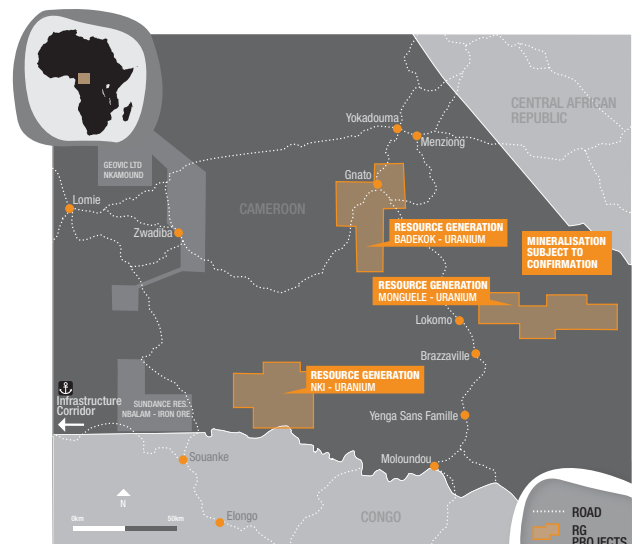 CENTRAL AFRICAN
REPUBLIC
Yokadouma
Menziong
GEOVIC LTD
NKAMOUND
Gnato
Lomie
CAMEROON
Zwadiba
RESOURCE GENERATION
BADEKOK - URANIUM
MINERALISATION
SUBJECT TO
CONFIRMATION
RESOURCE GENERATION
MONGUELE - URANIUM
Lokomo
Brazzaville
RESOURCE GENERATION
NKI - URANIUM
Infrastructure
Corridor
SUNDANCE RES.
NBALAM - IRON ORE
Yenga Sans Famille
Souanke
Moloundou
N
0km
50km
Elongo
CONGO
ROAD
RG
PROJECTS